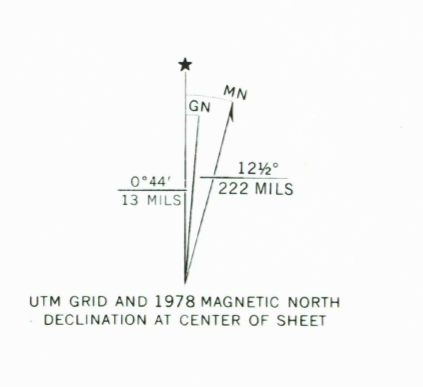 MN
GN
0°44′
13 MILS
12½°
222 MILS
UTM GRID AND 1978 MAGNETIC NORTH
DECLINATION AT CENTER OF SHEET